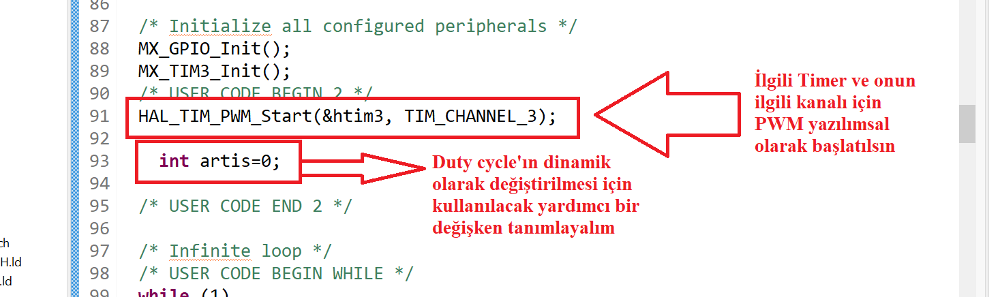 86
87 /* Initialize all configured peripherals */
88 MX_GPIO_Init();
89 MX_TIM3_Init();
90 /* USER CODE BEGIN 2 */
91 HAL_TIM_PWM_Start(&htim3, TIM_CHANNEL_3);
92
93 int artis=0;
94
95 /* USER CODE END 2 */
96
97 /* Infinite loop */
98 /* USER CODE BEGIN WHILE */
99 while (1)
İlgili Timer ve onun
ilgili kanalı için
PWM yazılımsal
olarak başlatılsın
Duty cycle'ın dinamik
olarak değiştirilmesi için
kullanılacak yardımcı bir
değişken tanımlayalım
ch
H.ld
.ld